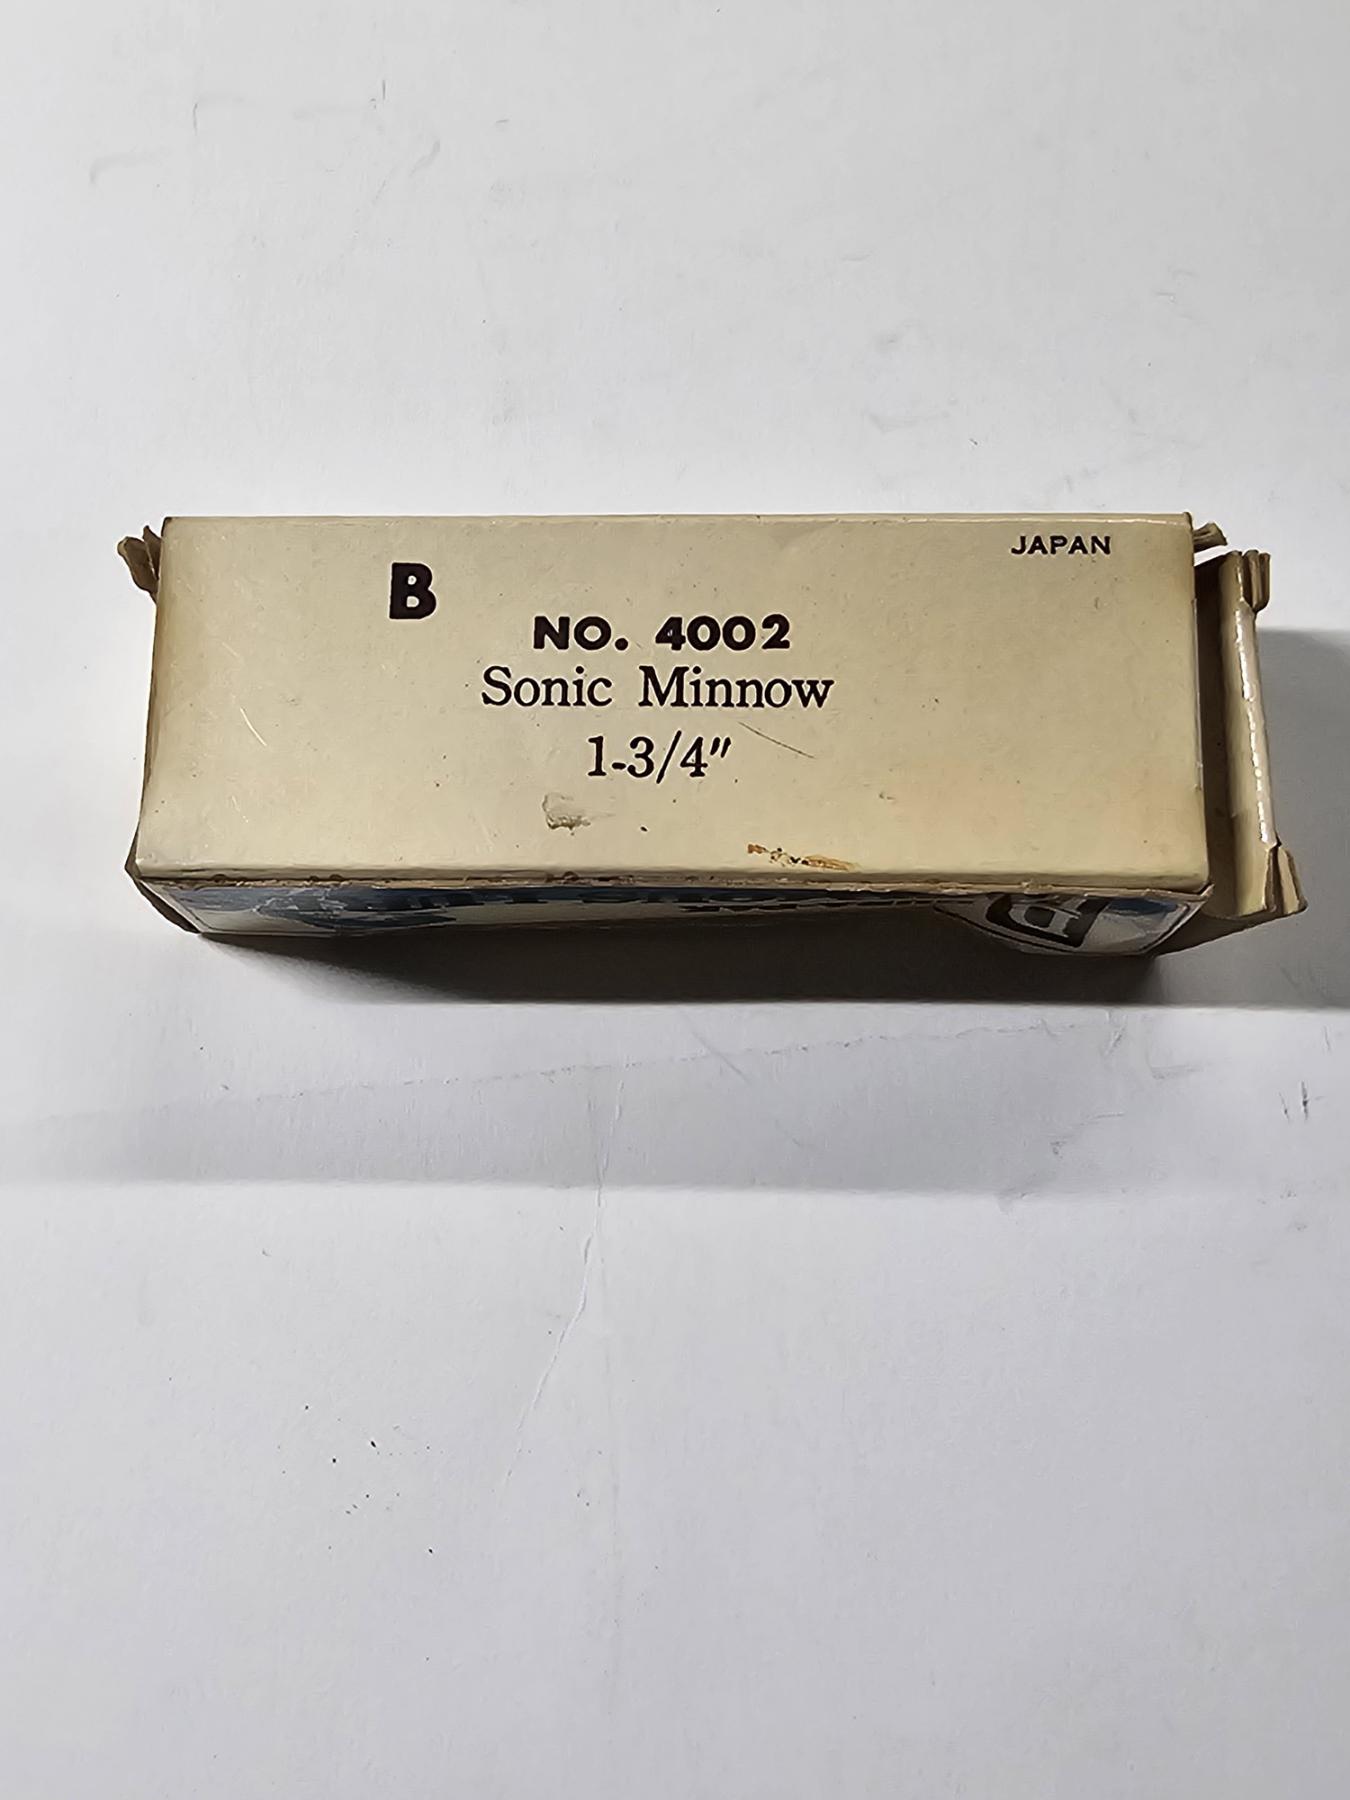 JAPAN
B
NO. 4002
Sonic Minnow
1-3/4"